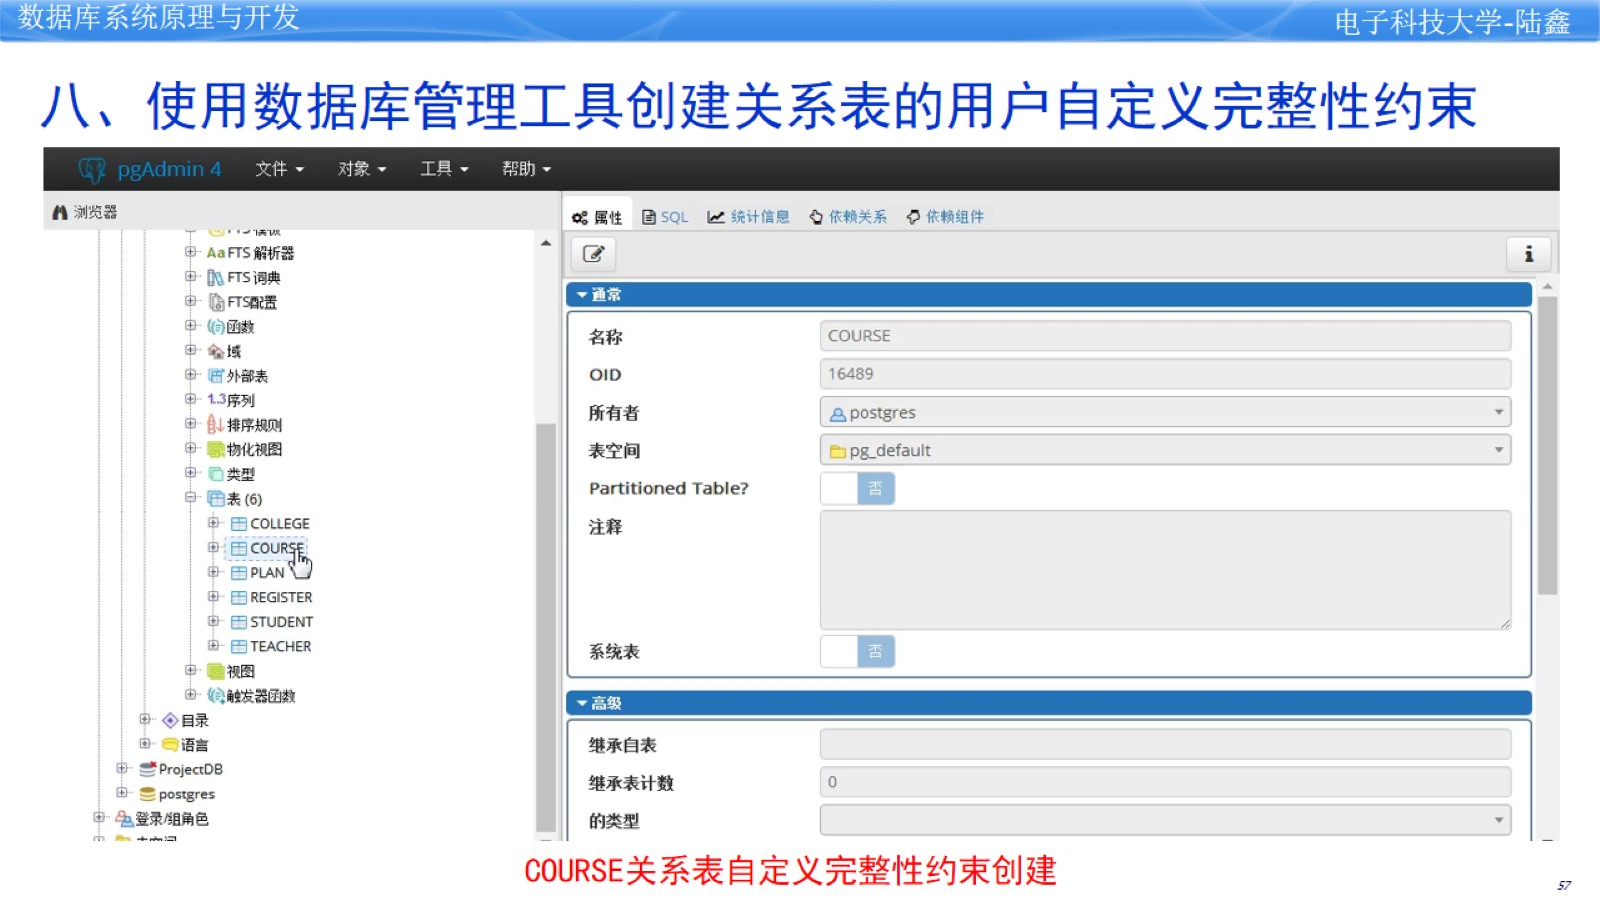 数据库系统原理与开发
电子科技大学-陆鑫
八、使用数据库管理工具创建关系表的用户自定义完整性约束
pgAdmin 4 文件 对象 工具 帮助
浏览器
属性 SQL 统计信息 依赖关系 依赖组件
FTS 模板
Aa FTS 解析器
FTS 词典
FTS配置
函数
域
外部表
1.3 序列
排序规则
物化视图
类型
表 (6)
COLLEGE
COURSE
PLAN
REGISTER
STUDENT
TEACHER
视图
触发器函数
目录
语言
ProjectDB
postgres
登录/组角色
表空间
通常
名称 COURSE
OID 16489
所有者 postgres
表空间 pg_default
Partitioned Table? 否
注释
系统表 否
高级
继承自表
继承表计数 0
的类型
COURSE关系表自定义完整性约束创建
57